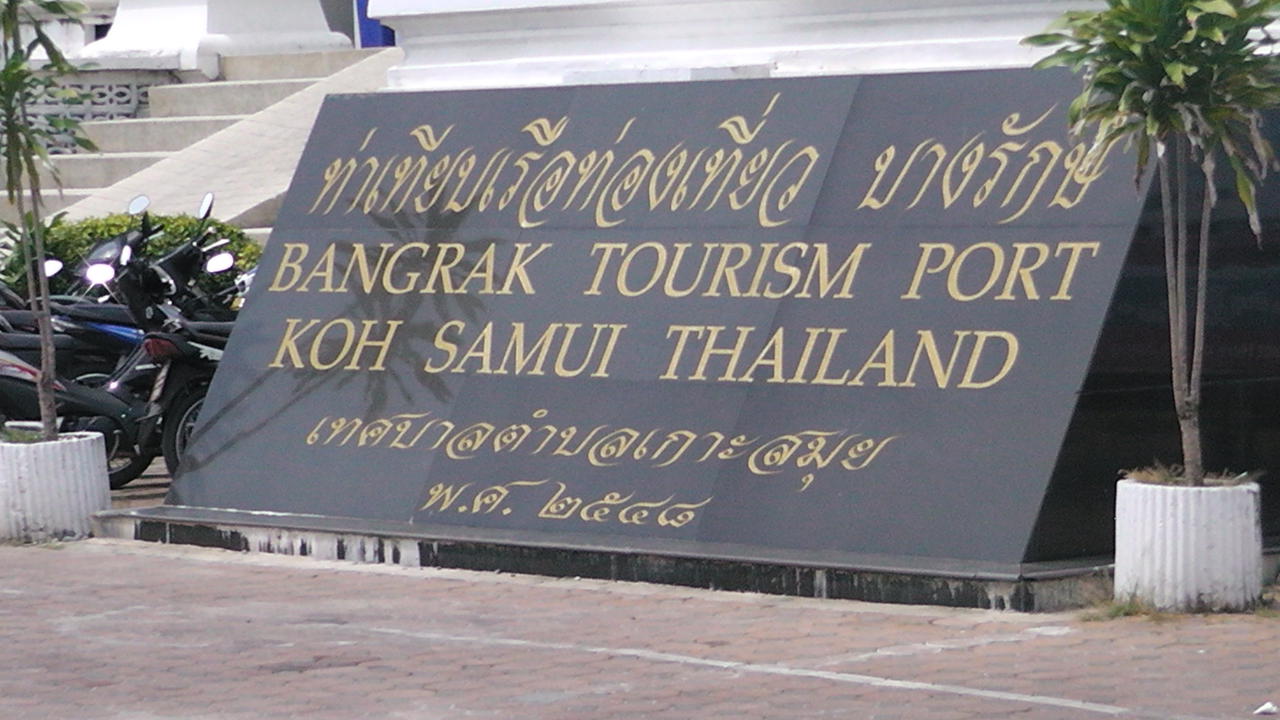 ท่าเทียบเรือท่องเที่ยว บางรักษ์
BANGRAK TOURISM PORT
KOH SAMUI THAILAND
เทศบาลตำบลเกาะสมุย
พ.ศ. ๒๕๔๘